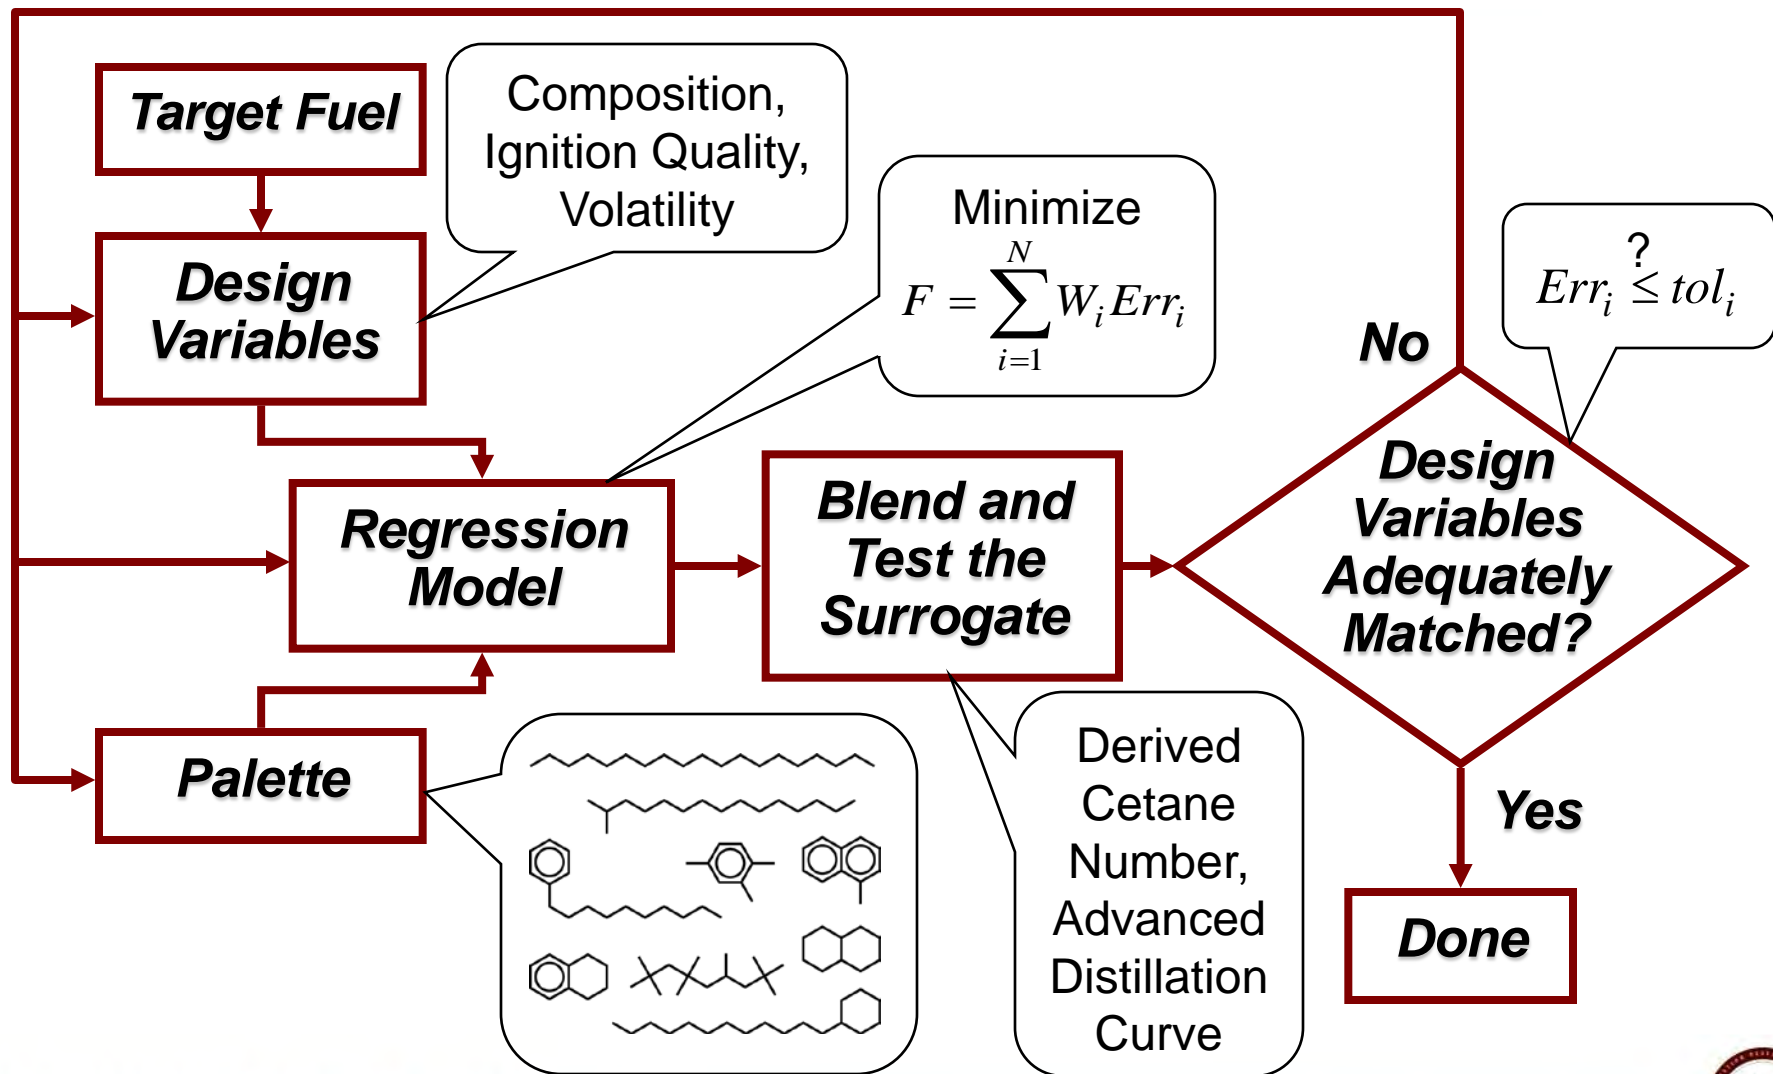 Target Fuel
Composition,
Ignition Quality,
Volatility
Design
Variables
Minimize
F = \sum_{i=1}^{N} W_i Err_i
?
Err_i ≤ tol_i
No
Regression
Model
Blend and
Test the
Surrogate
Design
Variables
Adequately
Matched?
Palette
Derived
Cetane
Number,
Advanced
Distillation
Curve
Yes
Done